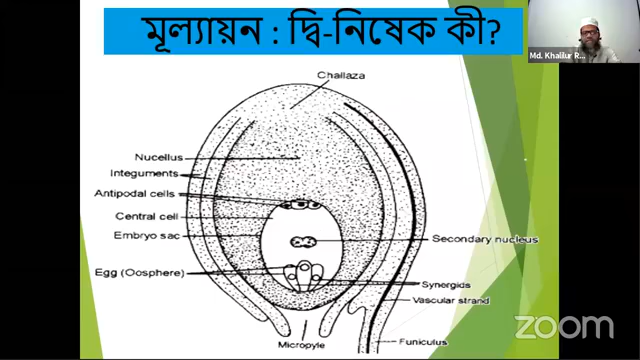 মূল্যায়ন : দ্বি-নিষেক কী?
Md. Khalilur R...
Challaza
Nucellus
Integuments
Antipodal cells
Central cell
Embryo sac
Secondary nucleus
Egg (Oosphere)
Synergids
Vascular strand
Funiculus
Micropyle
zoom